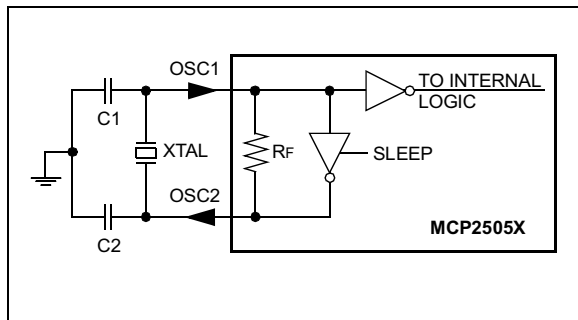 OSC1
TO INTERNAL
LOGIC
C1
XTAL
RF
SLEEP
OSC2
C2
MCP2505X